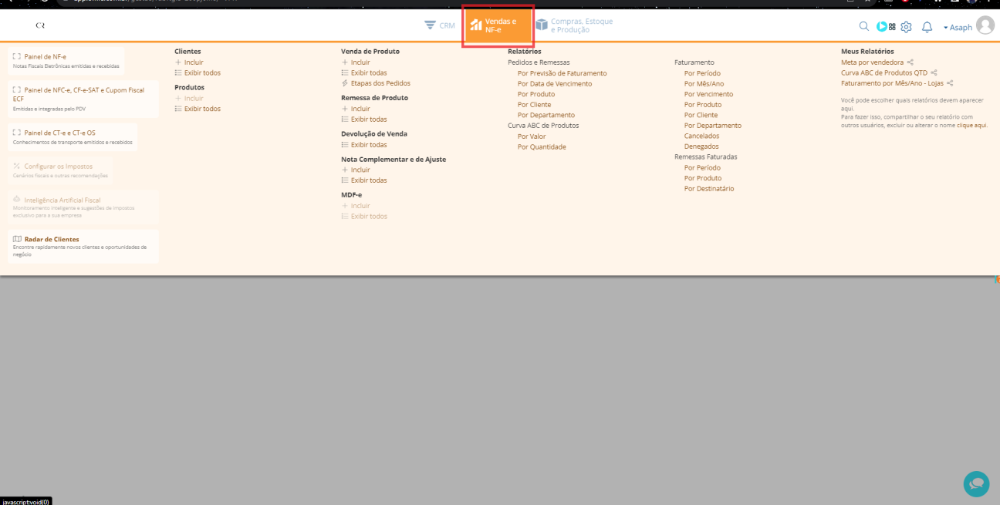 CR
CRM
Vendas e
NF-e
Compras, Estoque
e Produção
Asaph
Painel de NF-e
Notas Fiscais Eletrônicas emitidas e recebidas
Painel de NFC-e, CF-e-SAT e Cupom Fiscal
ECF
Emitidas e integradas pelo PDV
Painel de CT-e e CT-e OS
Conhecimentos de transporte emitidos e recebidos
Configurar os Impostos
Cenários fiscais e outras recomendações
Inteligência Artificial Fiscal
Monitoramento inteligente e sugestões de impostos
exclusivo para a sua empresa
Radar de Clientes
Encontre rapidamente novos clientes e oportunidades de
negócio
Clientes
Incluir
Exibir todos
Produtos
Incluir
Exibir todos
Venda de Produto
Incluir
Exibir todas
Etapas dos Pedidos
Remessa de Produto
Incluir
Exibir todas
Devolução de Venda
Exibir todas
Nota Complementar e de Ajuste
Incluir
Exibir todas
MDF-e
Incluir
Exibir todos
Relatórios
Pedidos e Remessas
Por Previsão de Faturamento
Por Data de Vencimento
Por Produto
Por Cliente
Por Departamento
Curva ABC de Produtos
Por Valor
Por Quantidade
Faturamento
Por Período
Por Mês/Ano
Por Vencimento
Por Produto
Por Cliente
Por Departamento
Cancelados
Denegados
Remessas Faturadas
Por Período
Por Produto
Por Destinatário
Meus Relatórios
Meta por vendedora
Curva ABC de Produtos QTD
Faturamento por Mês/Ano - Lojas
Você pode escolher quais relatórios devem aparecer
aqui.
Para fazer isso, compartilhar o seu relatório com
outros usuários, excluir ou alterar o nome clique aqui.
javascript:void(0)